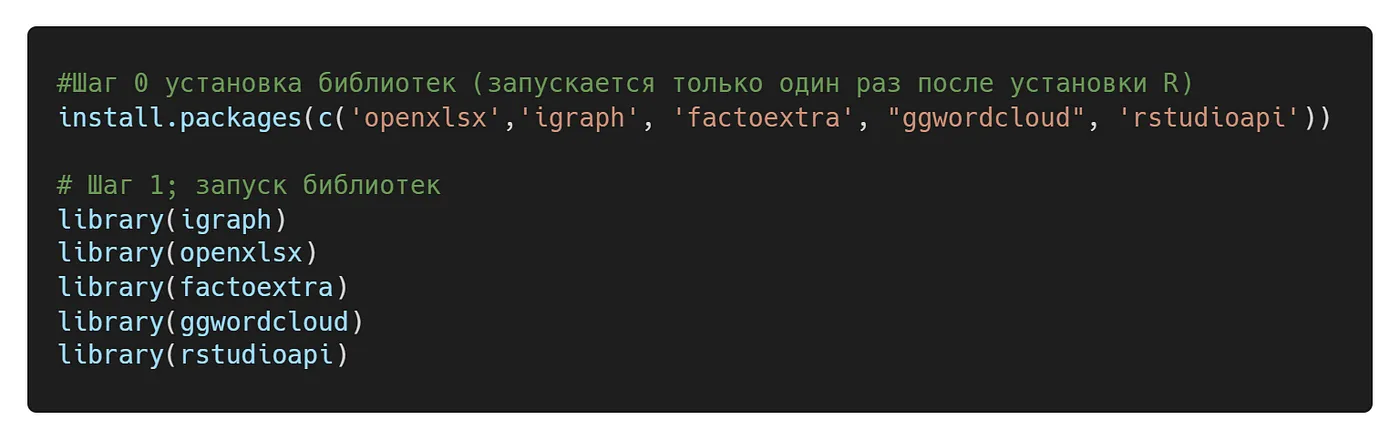 #Шаг 0 установка библиотек (запускается только один раз после установки R)
install.packages(c('openxlsx','igraph', 'factoextra', "ggwordcloud", 'rstudioapi'))
# Шаг 1; запуск библиотек
library(igraph)
library(openxlsx)
library(factoextra)
library(ggwordcloud)
library(rstudioapi)